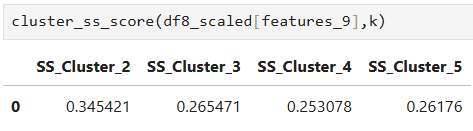 cluster_ss_score(df8_scaled[features_9],k)
SS_Cluster_2 SS_Cluster_3 SS_Cluster_4 SS_Cluster_5
0 0.345421 0.265471 0.253078 0.26176